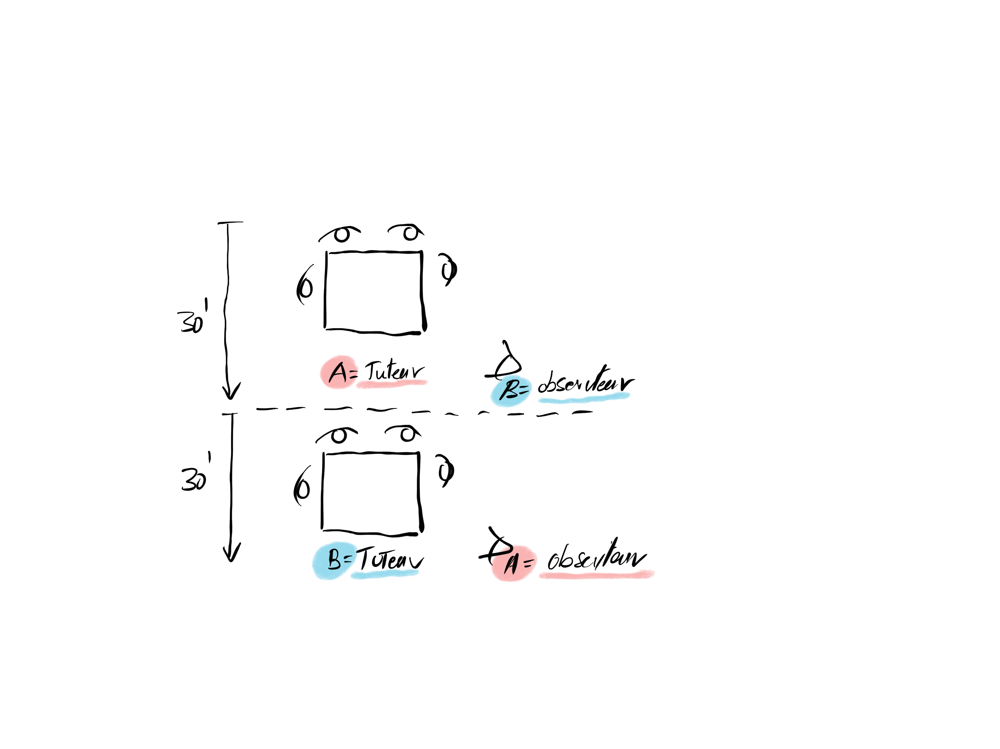 30'
A= Tuteur
B= observateur
30'
B= Tuteur
A= observateur